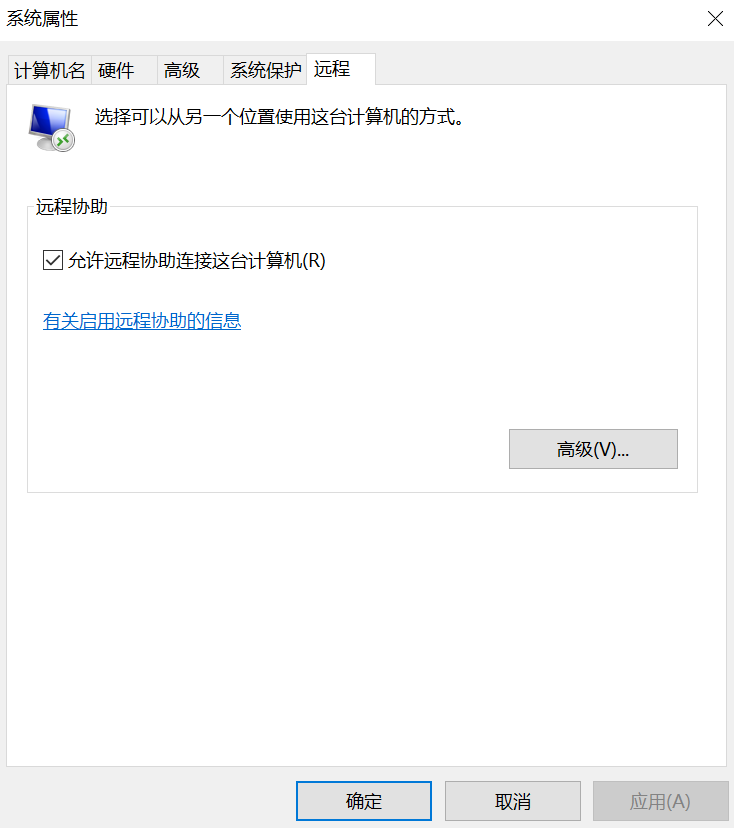 系统属性
计算机名 硬件 高级 系统保护 远程
选择可以从另一个位置使用这台计算机的方式。
远程协助
允许远程协助连接这台计算机(R)
有关启用远程协助的信息
高级(V)...
确定 取消 应用(A)